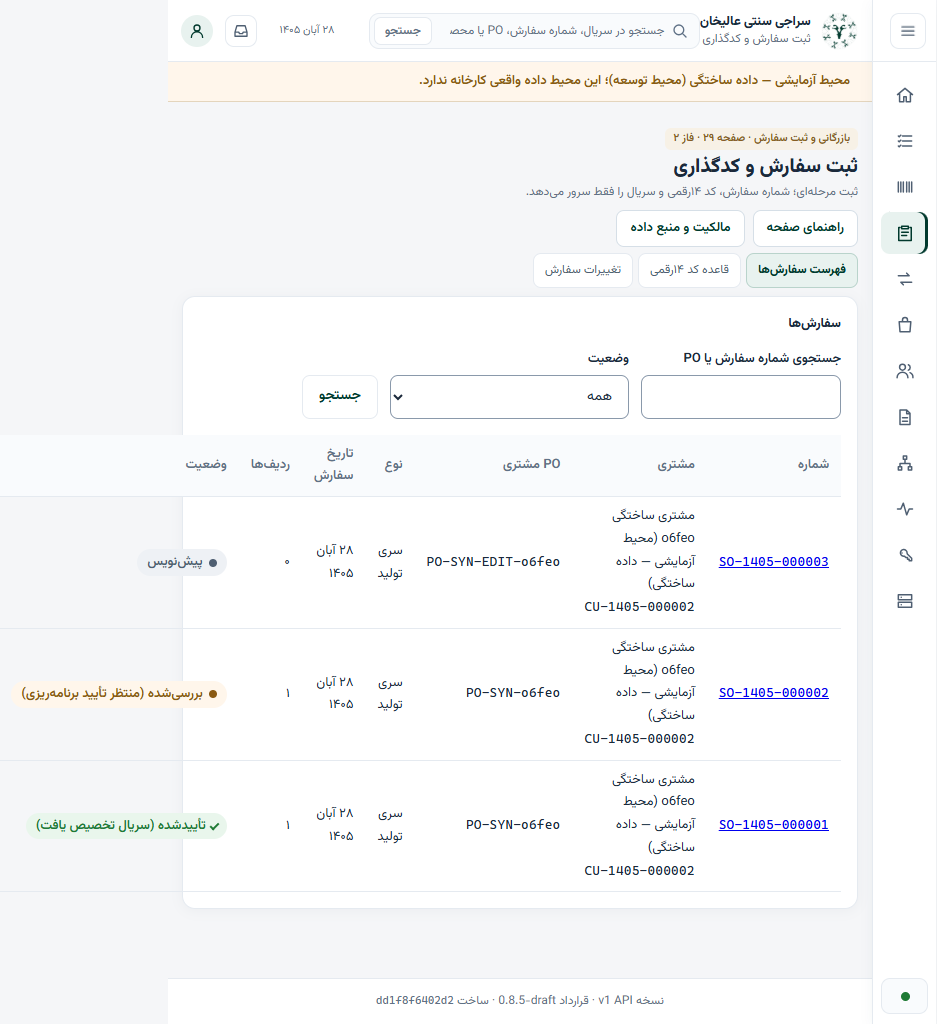 سراجی سنتی عالیخان
ثبت سفارش و کدگذاری
جستجو در سریال، شماره سفارش، PO یا محص
جستجو
۲۸ آبان ۱۴۰۵
محیط آزمایشی — داده ساختگی (محیط توسعه)؛ این محیط داده واقعی کارخانه ندارد.
بازرگانی و ثبت سفارش · صفحه ۲۹ · فاز ۲
ثبت سفارش و کدگذاری
ثبت مرحله‌ای؛ شماره سفارش، کد ۱۴رقمی و سریال را فقط سرور می‌دهد.
راهنمای صفحه
مالکیت و منبع داده
فهرست سفارش‌ها
قاعده کد ۱۴رقمی
تغییرات سفارش
سفارش‌ها
جستجوی شماره سفارش یا PO
وضعیت
همه
جستجو
شماره
مشتری
PO مشتری
نوع
تاریخ سفارش
ردیف‌ها
وضعیت
SO-1405-000003
مشتری ساختگی
o6feo (محیط
آزمایشی — داده
ساختگی)
CU-1405-000002
PO-SYN-EDIT-o6feo
سری تولید
۲۸ آبان ۱۴۰۵
۰
پیش‌نویس
SO-1405-000002
مشتری ساختگی
o6feo (محیط
آزمایشی — داده
ساختگی)
CU-1405-000002
PO-SYN-o6feo
سری تولید
۲۸ آبان ۱۴۰۵
۱
بررسی‌شده (منتظر تأیید برنامه‌ریزی)
SO-1405-000001
مشتری ساختگی
o6feo (محیط
آزمایشی — داده
ساختگی)
CU-1405-000002
PO-SYN-o6feo
سری تولید
۲۸ آبان ۱۴۰۵
۱
تأییدشده (سریال تخصیص یافت)
نسخه API v1 · قرارداد 0.8.5-draft · ساخت dd1f8f6402d2